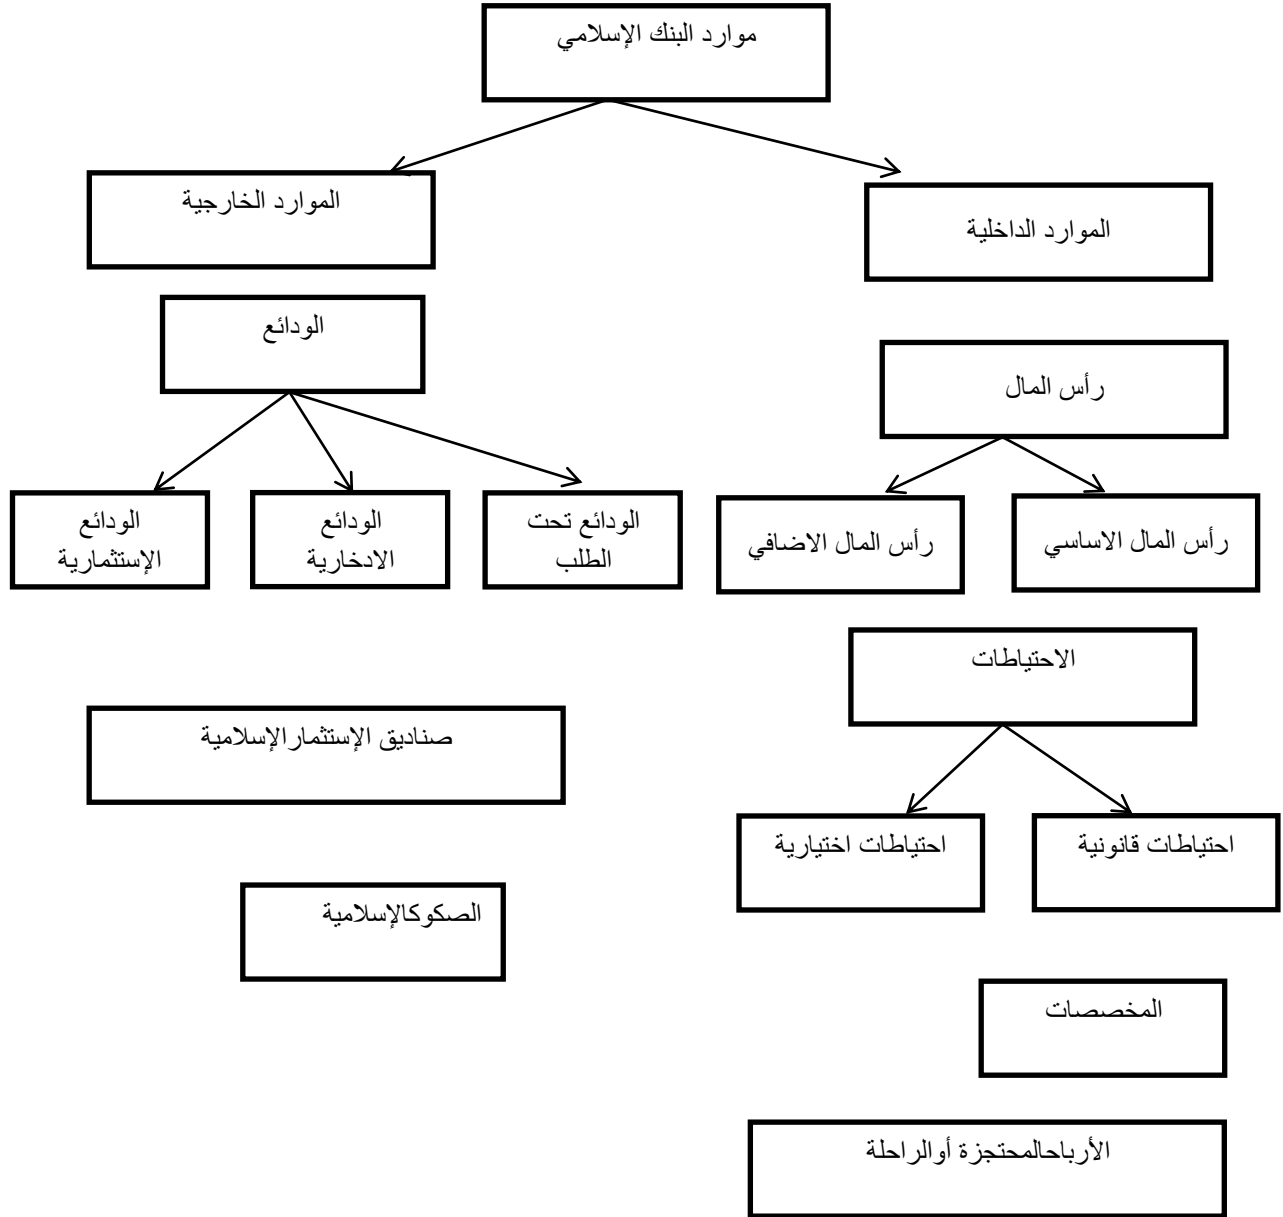 موارد البنك الإسلامي
الموارد الداخلية
الموارد الخارجية
الودائع
رأس المال
رأس المال الاساسي
رأس المال الاضافي
الودائع تحت
الطلب
الودائع
الادخارية
الودائع
الإستثمارية
الاحتياطات
صناديق الإستثمارالإسلامية
احتياطات قانونية
احتياطات اختيارية
الصكوكالإسلامية
المخصصات
الأرباحالمحتجزة أوالراحلة